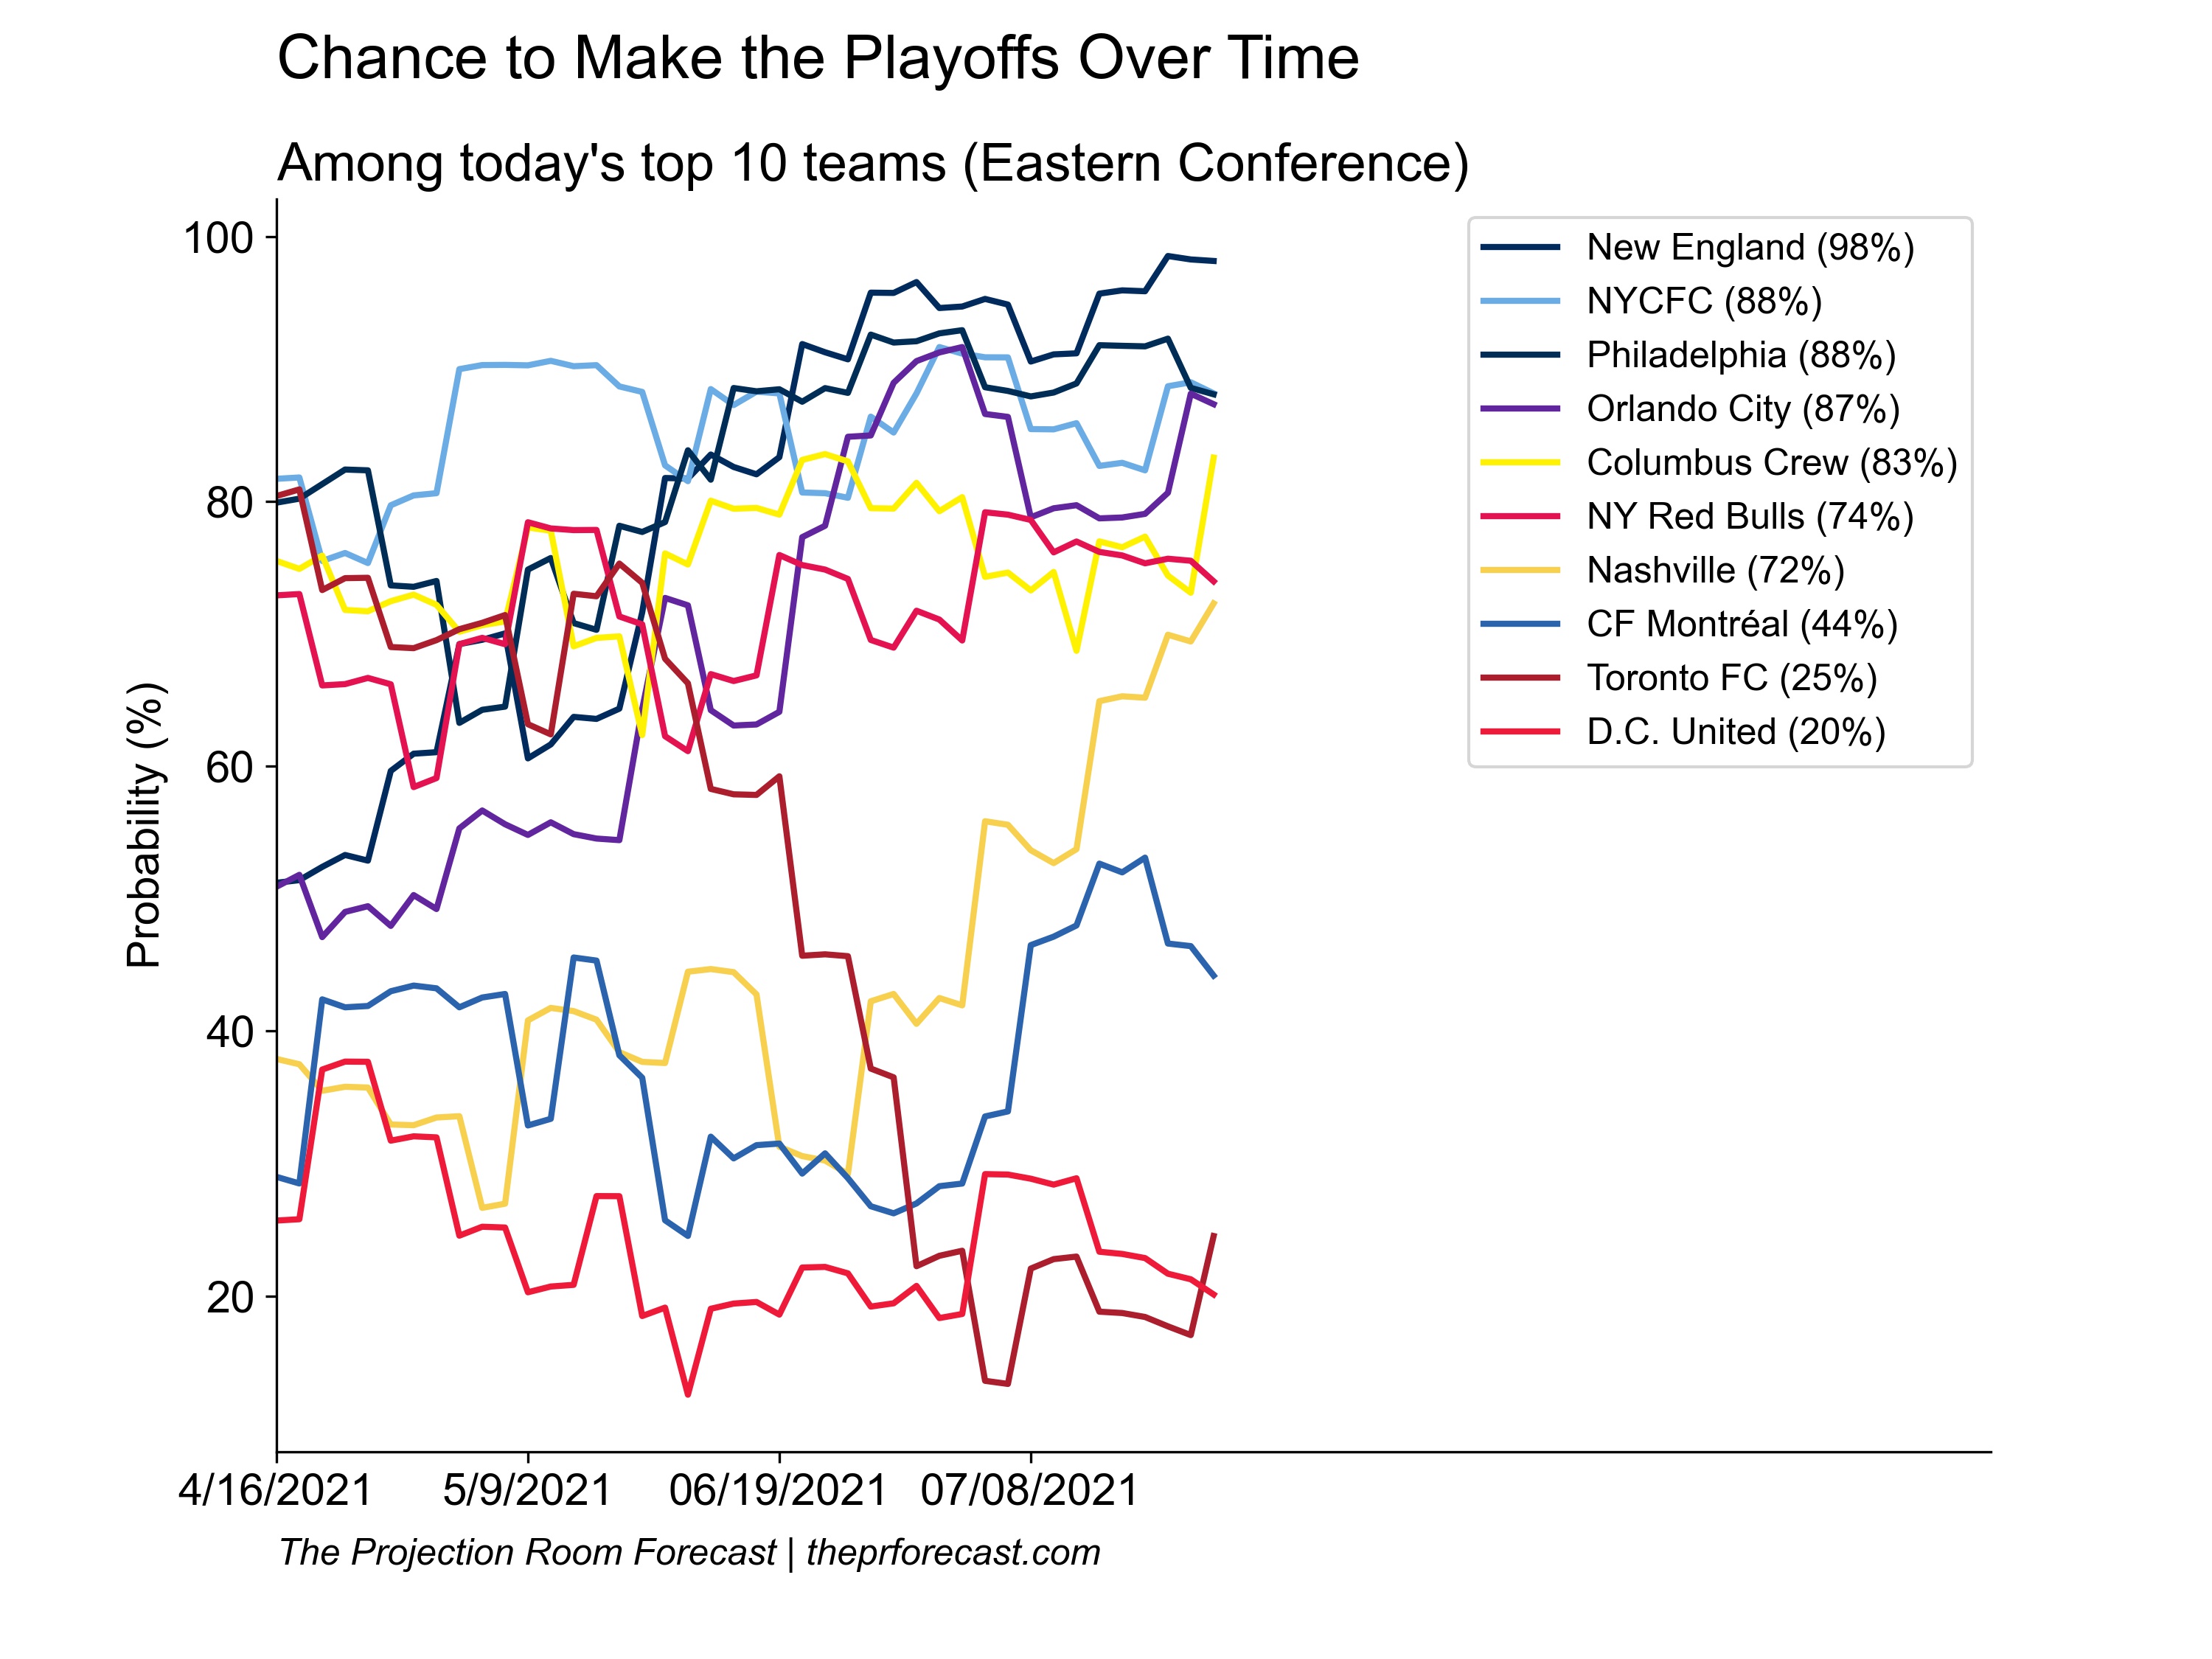 Chance to Make the Playoffs Over Time
Among today's top 10 teams (Eastern Conference)
100
80
60
40
20
Probability (%)
New England (98%)
NYCFC (88%)
Philadelphia (88%)
Orlando City (87%)
Columbus Crew (83%)
NY Red Bulls (74%)
Nashville (72%)
CF Montréal (44%)
Toronto FC (25%)
D.C. United (20%)
4/16/2021 5/9/2021 06/19/2021 07/08/2021
The Projection Room Forecast | theprforecast.com